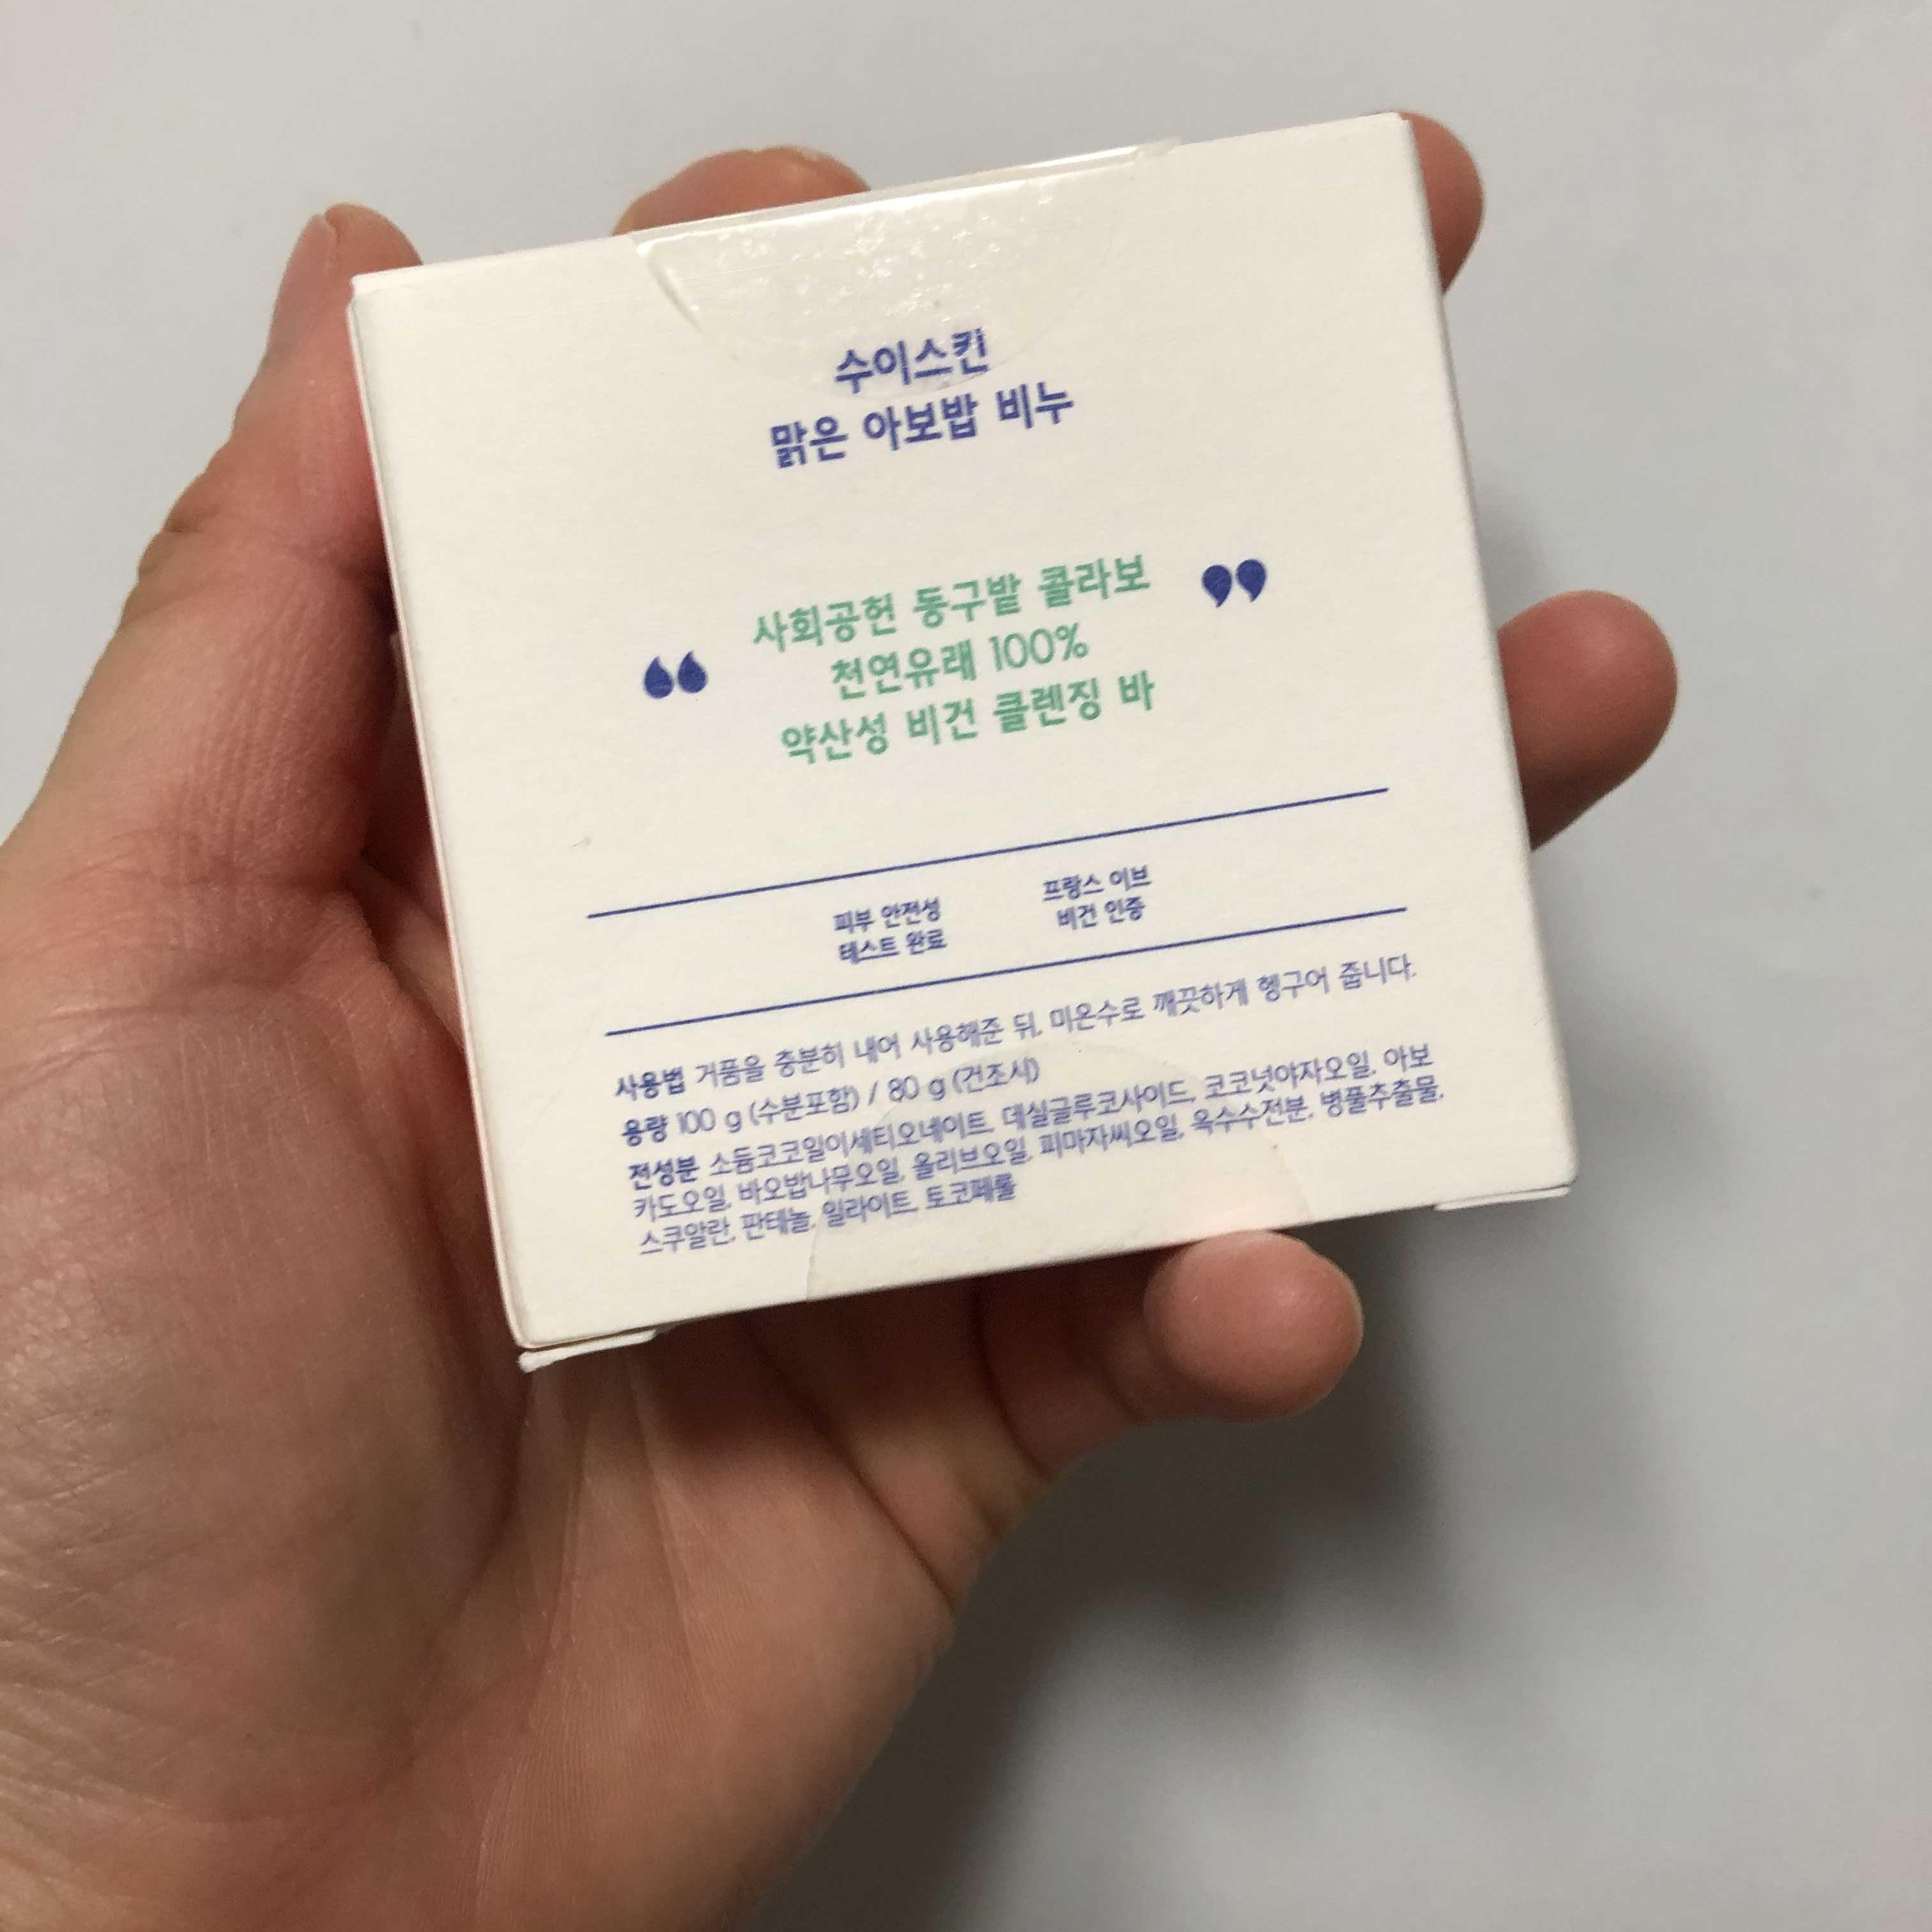 수이스킨
맑은 아보밥 비누
“ 사회공헌 동구밭 콜라보 ”
천연유래 100%
약산성 비건 클렌징 바
피부 안전성
테스트 완료
프랑스 이브
비건 인증
사용법 거품을 충분히 내어 사용해준 뒤, 미온수로 깨끗하게 헹구어 줍니다.
용량 100 g (수분포함) / 80 g (건조시)
전성분 소듐코코일이세티오네이트, 데실글루코사이드, 코코넛야자오일, 아보
카도오일, 바오밥나무오일, 올리브오일, 피마자씨오일, 옥수수전분, 병풀추출물,
스쿠알란, 판테놀, 일라이트, 토코페롤